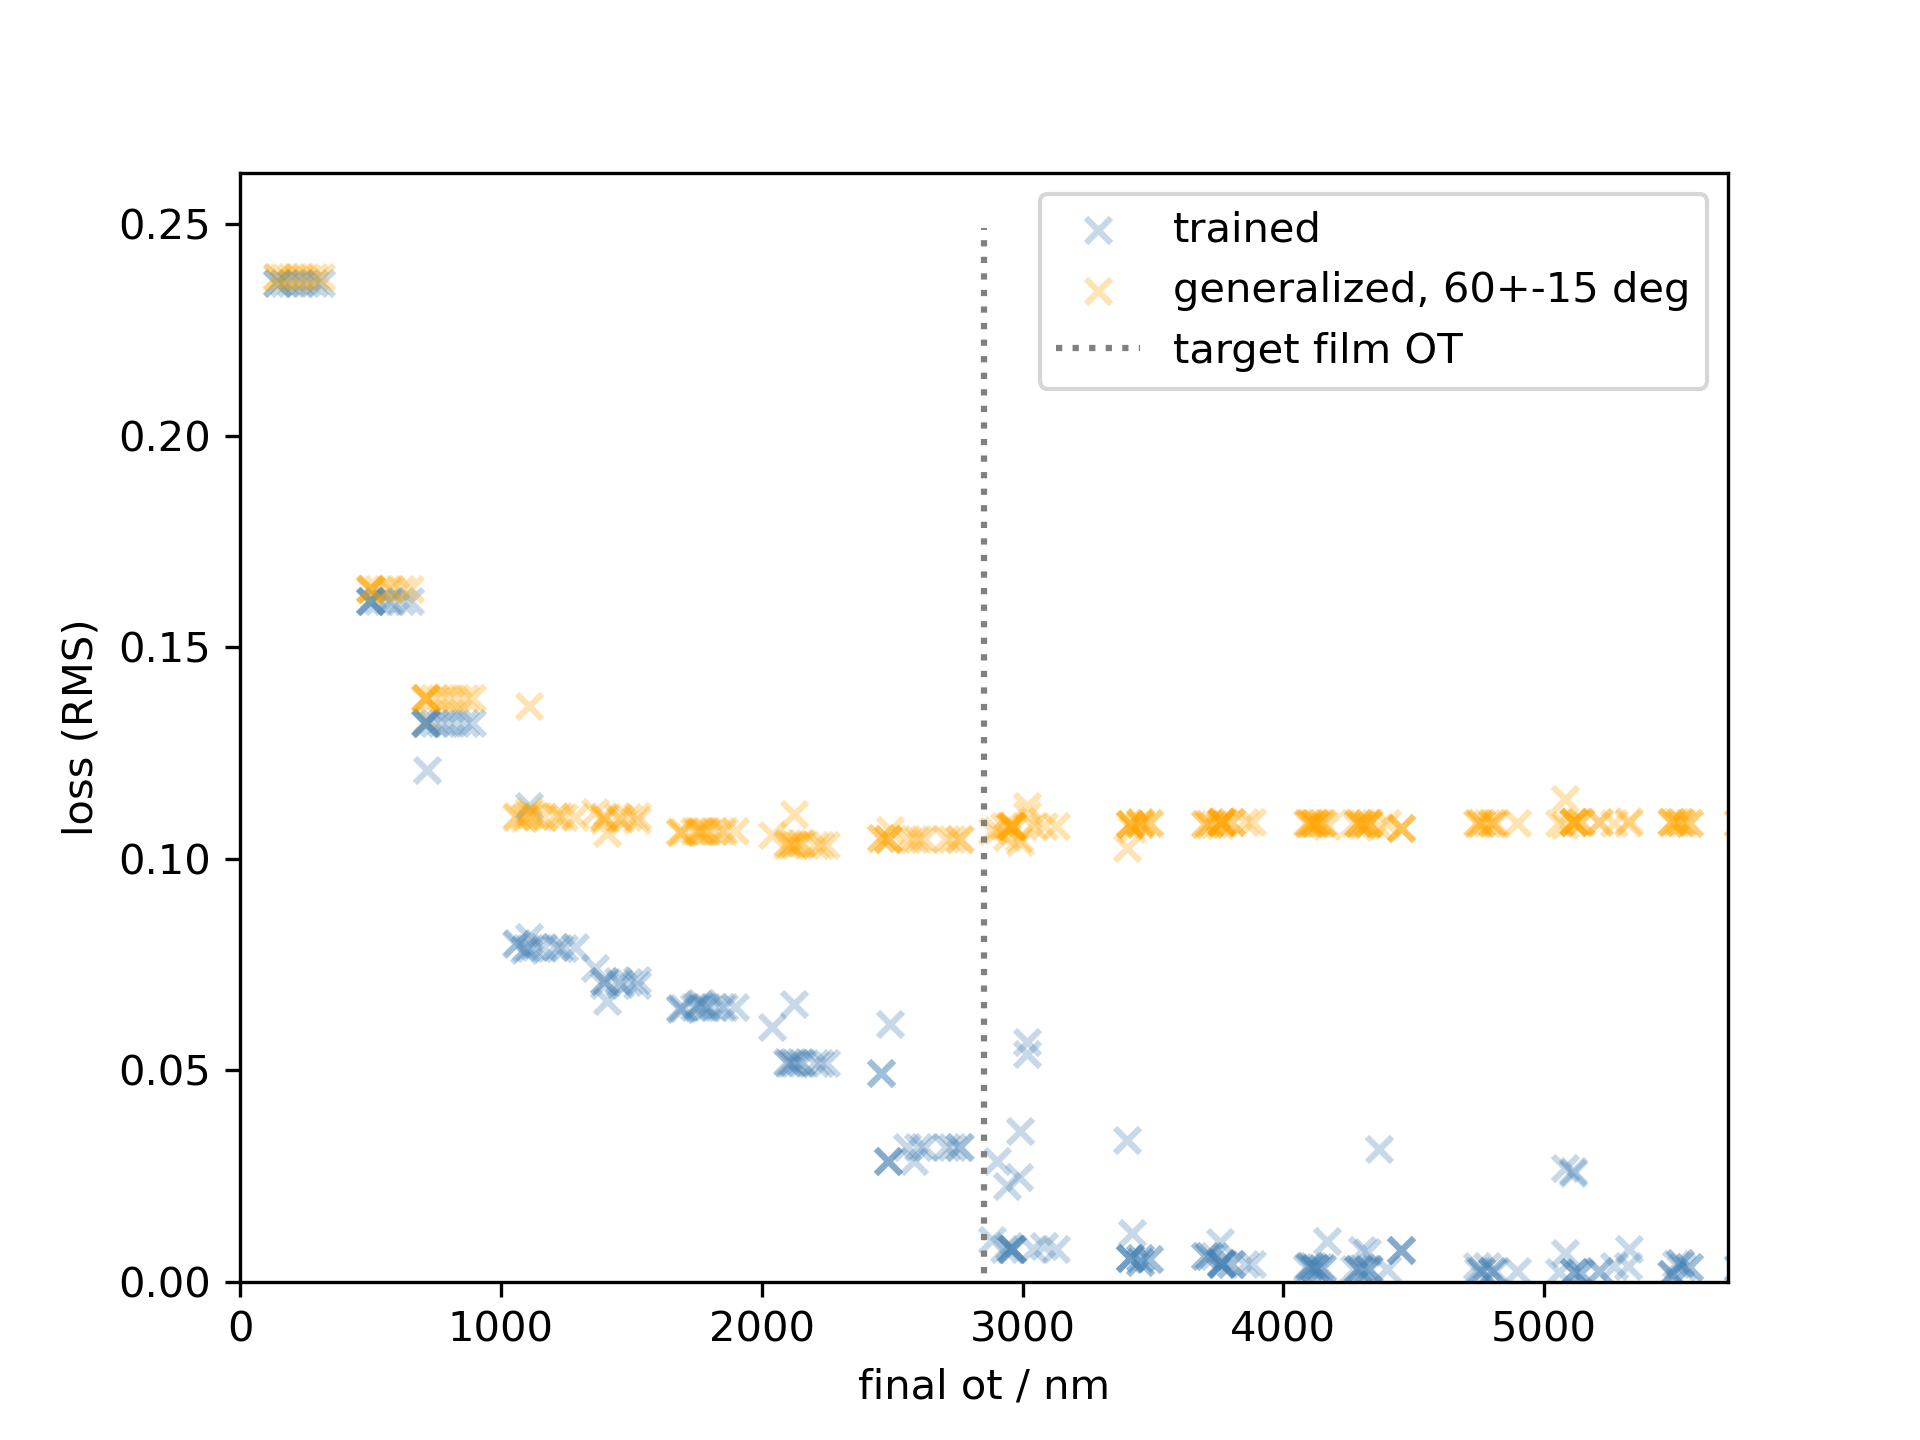 trained
generalized, 60+-15 deg
target film OT
0.25
0.20
0.15
0.10
0.05
0.00
loss (RMS)
0 1000 2000 3000 4000 5000
final ot / nm